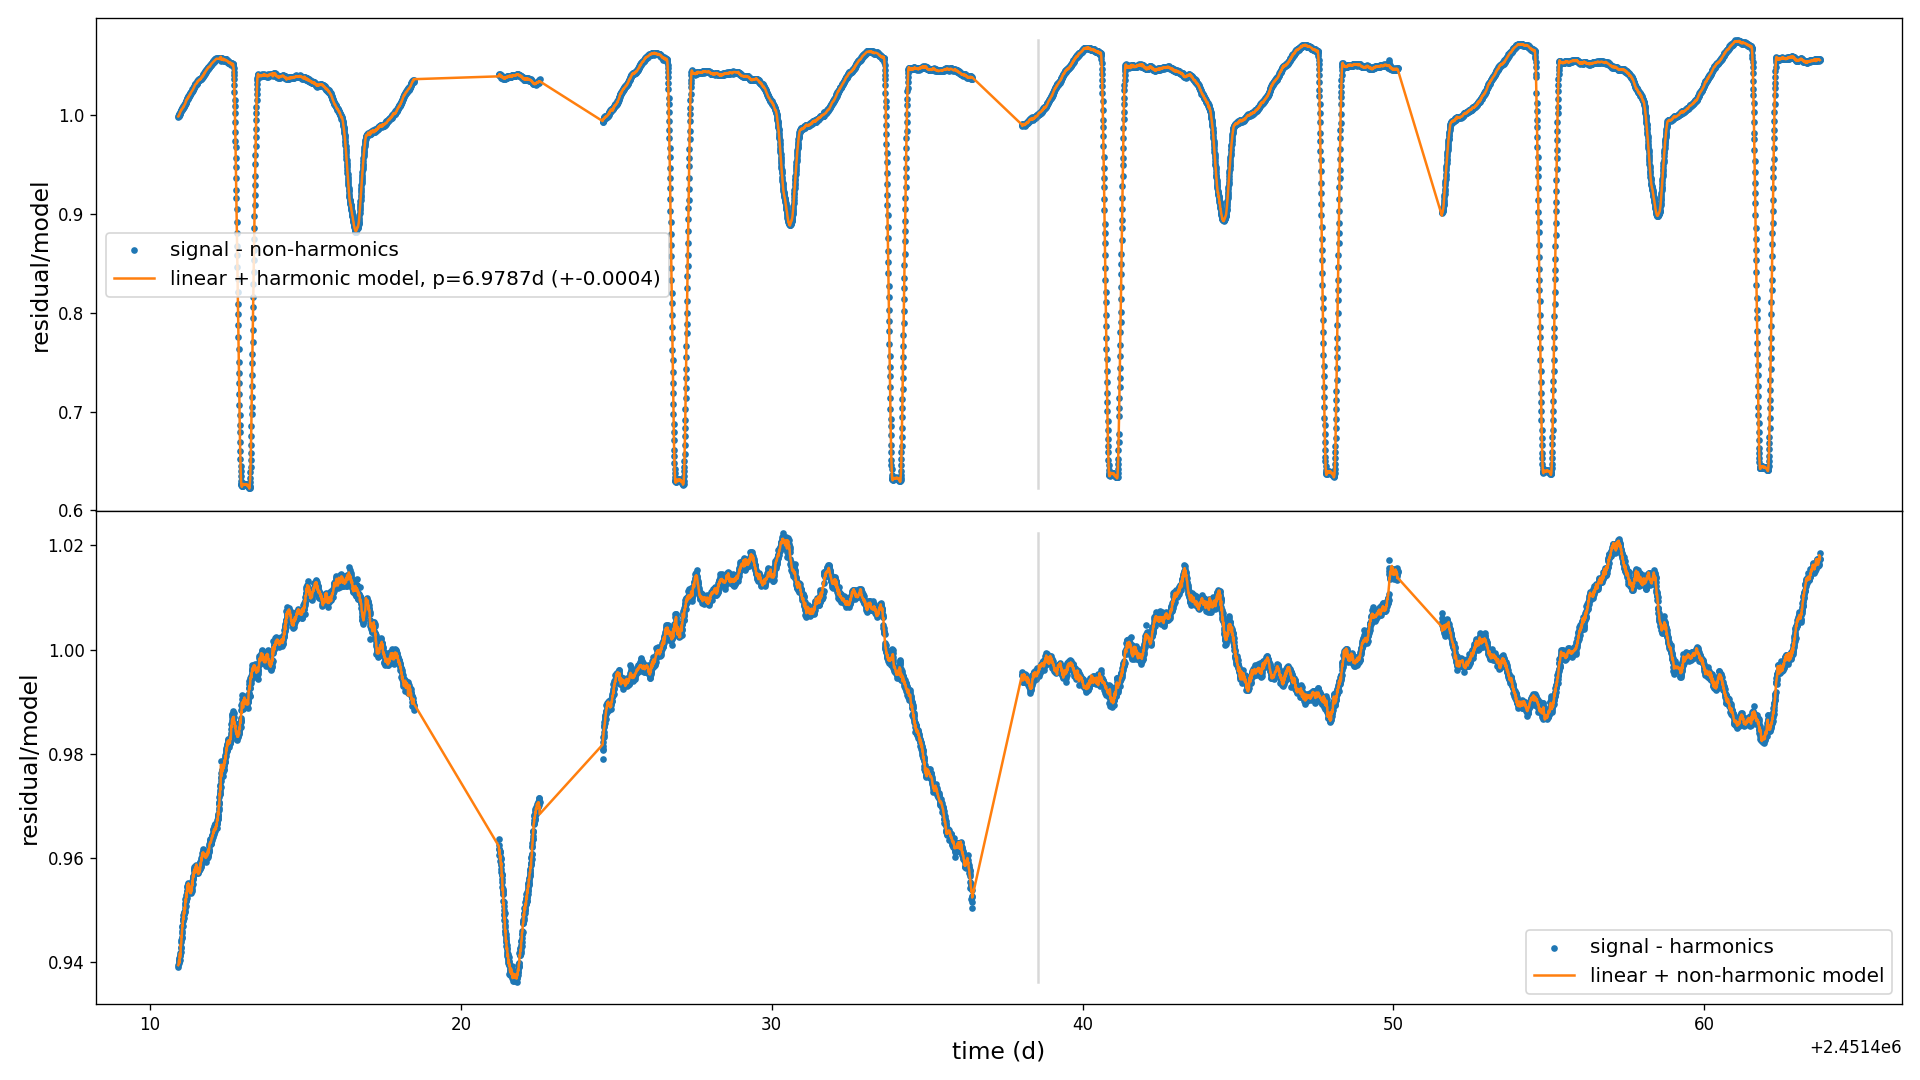 1.0
0.9
0.8
0.7
0.6
residual/model
signal - non-harmonics
linear + harmonic model, p=6.9787d (+-0.0004)
1.02
1.00
0.98
0.96
0.94
residual/model
signal - harmonics
linear + non-harmonic model
10
20
30
40
50
60
time (d)
+2.4514e6